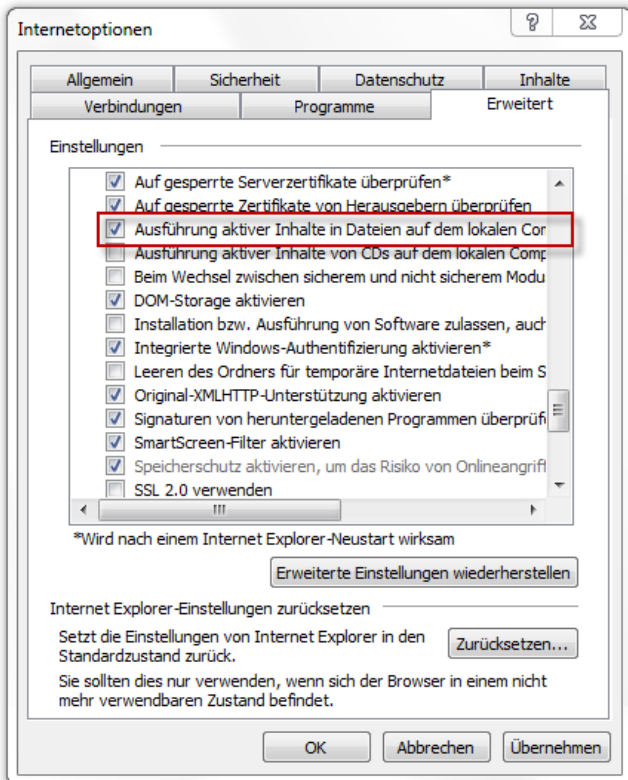 Internetoptionen
Allgemein Sicherheit Datenschutz Inhalte
Verbindungen Programme Erweitert
Einstellungen
Auf gesperrte Serverzertifikate überprüfen*
Auf gesperrte Zertifikate von Herausgebern überprüfen
Ausführung aktiver Inhalte in Dateien auf dem lokalen Com
Ausführung aktiver Inhalte von CDs auf dem lokalen Comp
Beim Wechsel zwischen sicherem und nicht sicherem Modu
DOM-Storage aktivieren
Installation bzw. Ausführung von Software zulassen, auch
Integrierte Windows-Authentifizierung aktivieren*
Leeren des Ordners für temporäre Internetdateien beim S
Original-XMLHTTP-Unterstützung aktivieren
Signaturen von heruntergeladenen Programmen überprüfe
SmartScreen-Filter aktivieren
Speicherschutz aktivieren, um das Risiko von Onlineangriff
SSL 2.0 verwenden
*Wird nach einem Internet Explorer-Neustart wirksam
Erweiterte Einstellungen wiederherstellen
Internet Explorer-Einstellungen zurücksetzen
Setzt die Einstellungen von Internet Explorer in den
Standardzustand zurück.
Zurücksetzen...
Sie sollten dies nur verwenden, wenn sich der Browser in einem nicht
mehr verwendbaren Zustand befindet.
OK Abbrechen Übernehmen